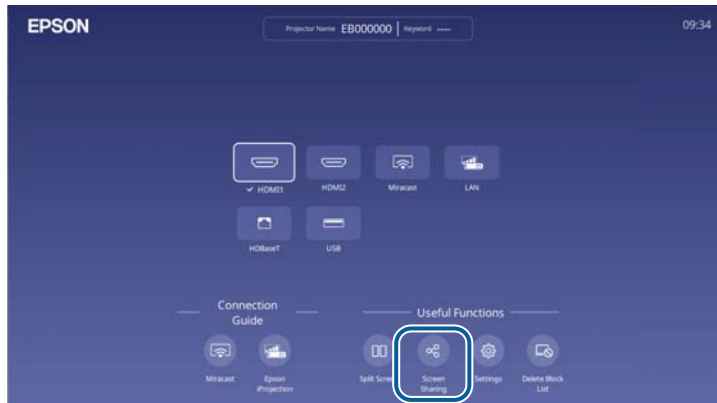 EPSON
Projector Name EB000000 Keyword ----
09:34
HDMI1
HDMI2
Miracast
LAN
HDBaseT
USB
Connection
Guide
Useful Functions
Miracast
Epson
iProjection
Split Scree
Screen
Sharing
Settings
Delete Block
List